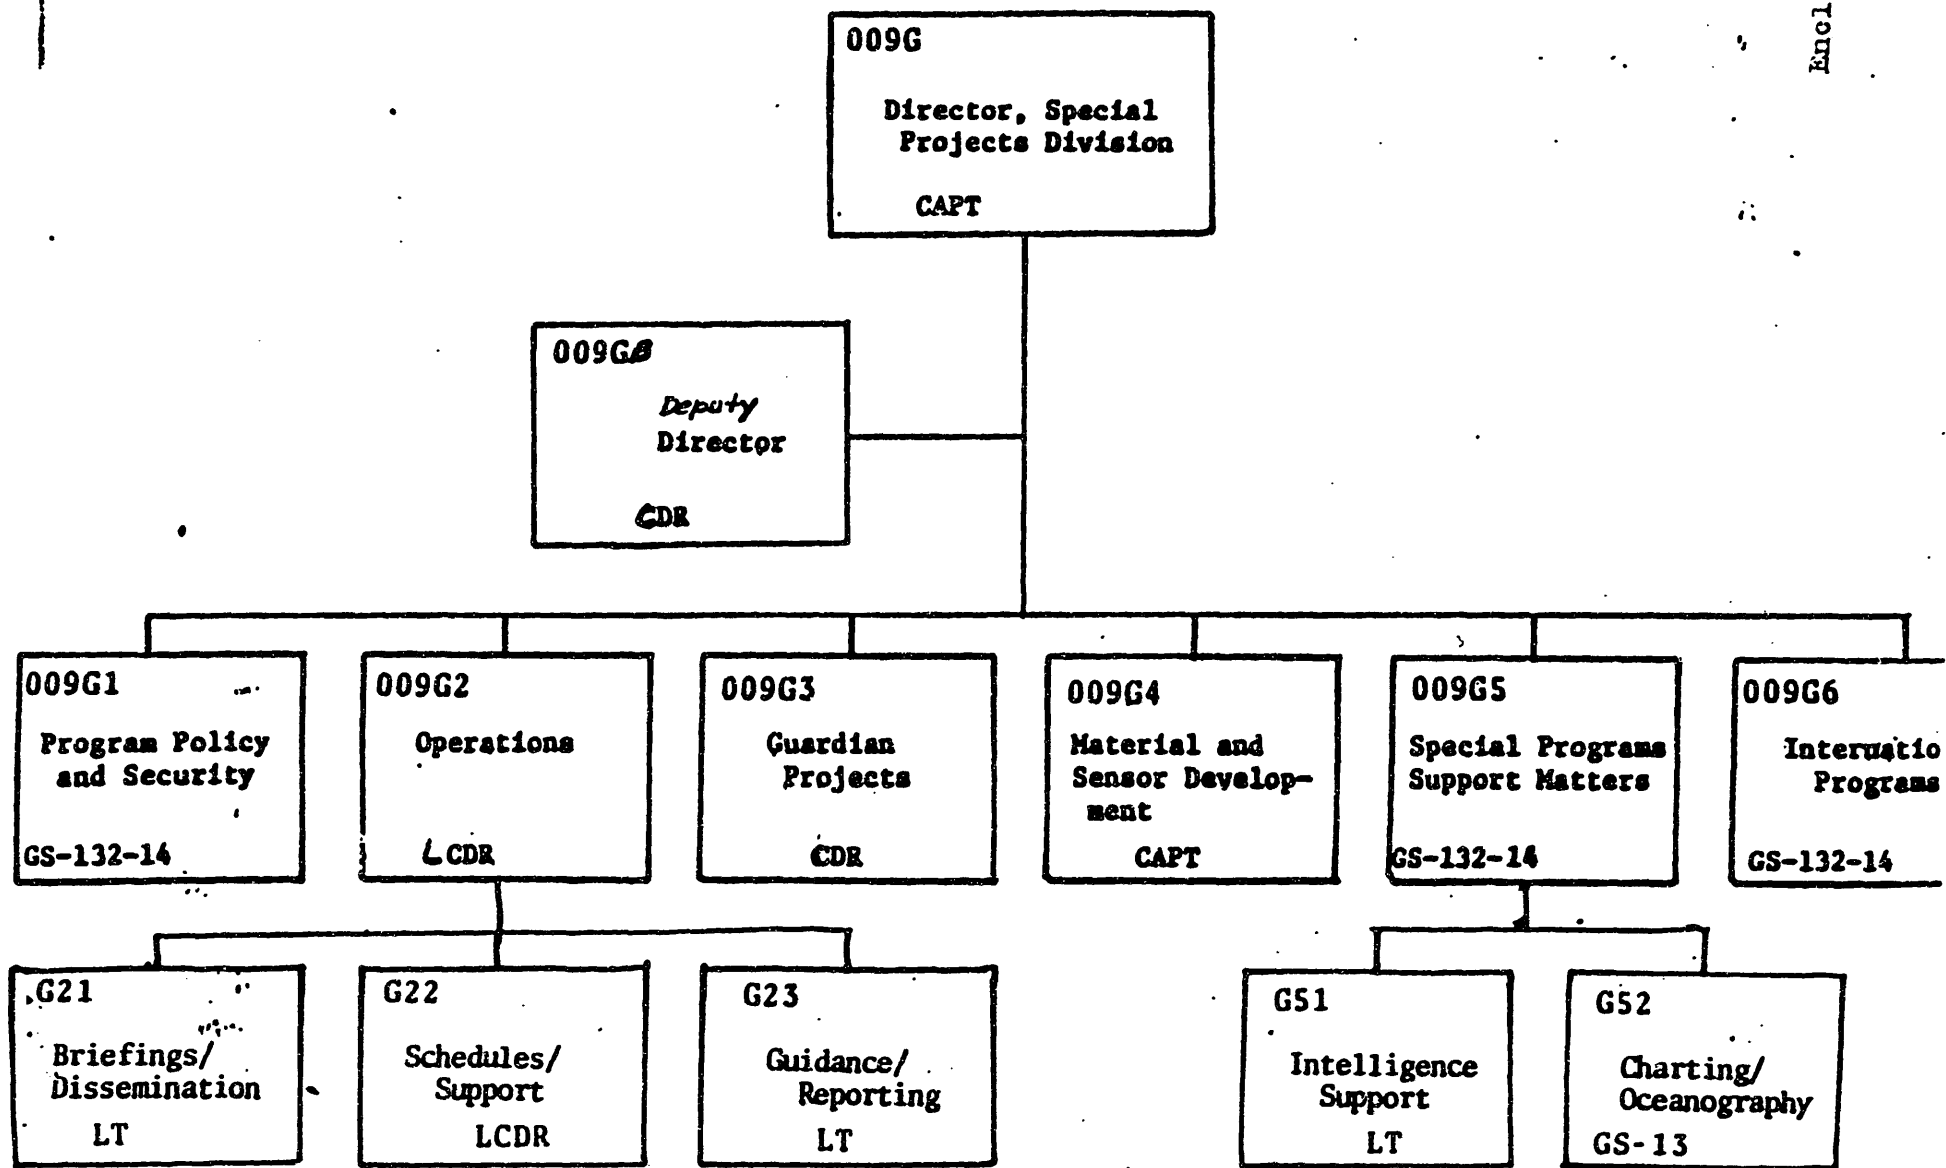 Encl
009G
Director, Special
Projects Division
CAPT
009GB
Deputy
Director
CDR
009G1
Program Policy
and Security
GS-132-14
009G2
Operations
LCDR
009G3
Guardian
Projects
CDR
009G4
Material and
Sensor Develop-
ment
CAPT
009G5
Special Programs
Support Matters
GS-132-14
009G6
Internatio
Programs
GS-132-14
G21
Briefings/
Dissemination
LT
G22
Schedules/
Support
LCDR
G23
Guidance/
Reporting
LT
G51
Intelligence
Support
LT
G52
Charting/
Oceanography
GS-13